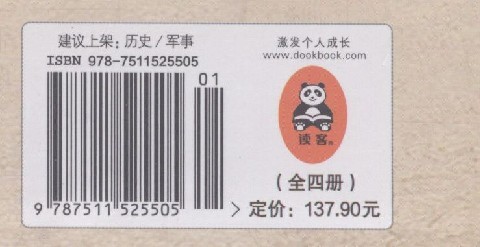 建议上架：历史／军事
ISBN 978-7511525505
01
9 787511 525505 >
激发个人成长
www.dookbook.com
读客®
（全四册）
定价：137.90元